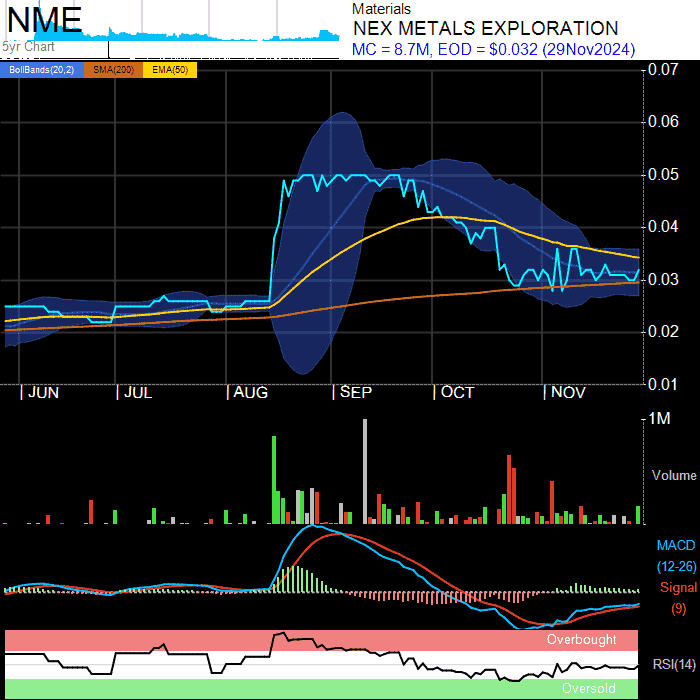 NME
5yr Chart
Materials
NEX METALS EXPLORATION
MC = 8.7M, EOD = $0.032 (29Nov2024)
BollBands(20,2) SMA(200) EMA(50)
0.07
0.06
0.05
0.04
0.03
0.02
0.01
JUN JUL AUG SEP OCT NOV
1M
Volume
MACD
(12-26)
Signal
(9)
Overbought
RSI(14)
Oversold